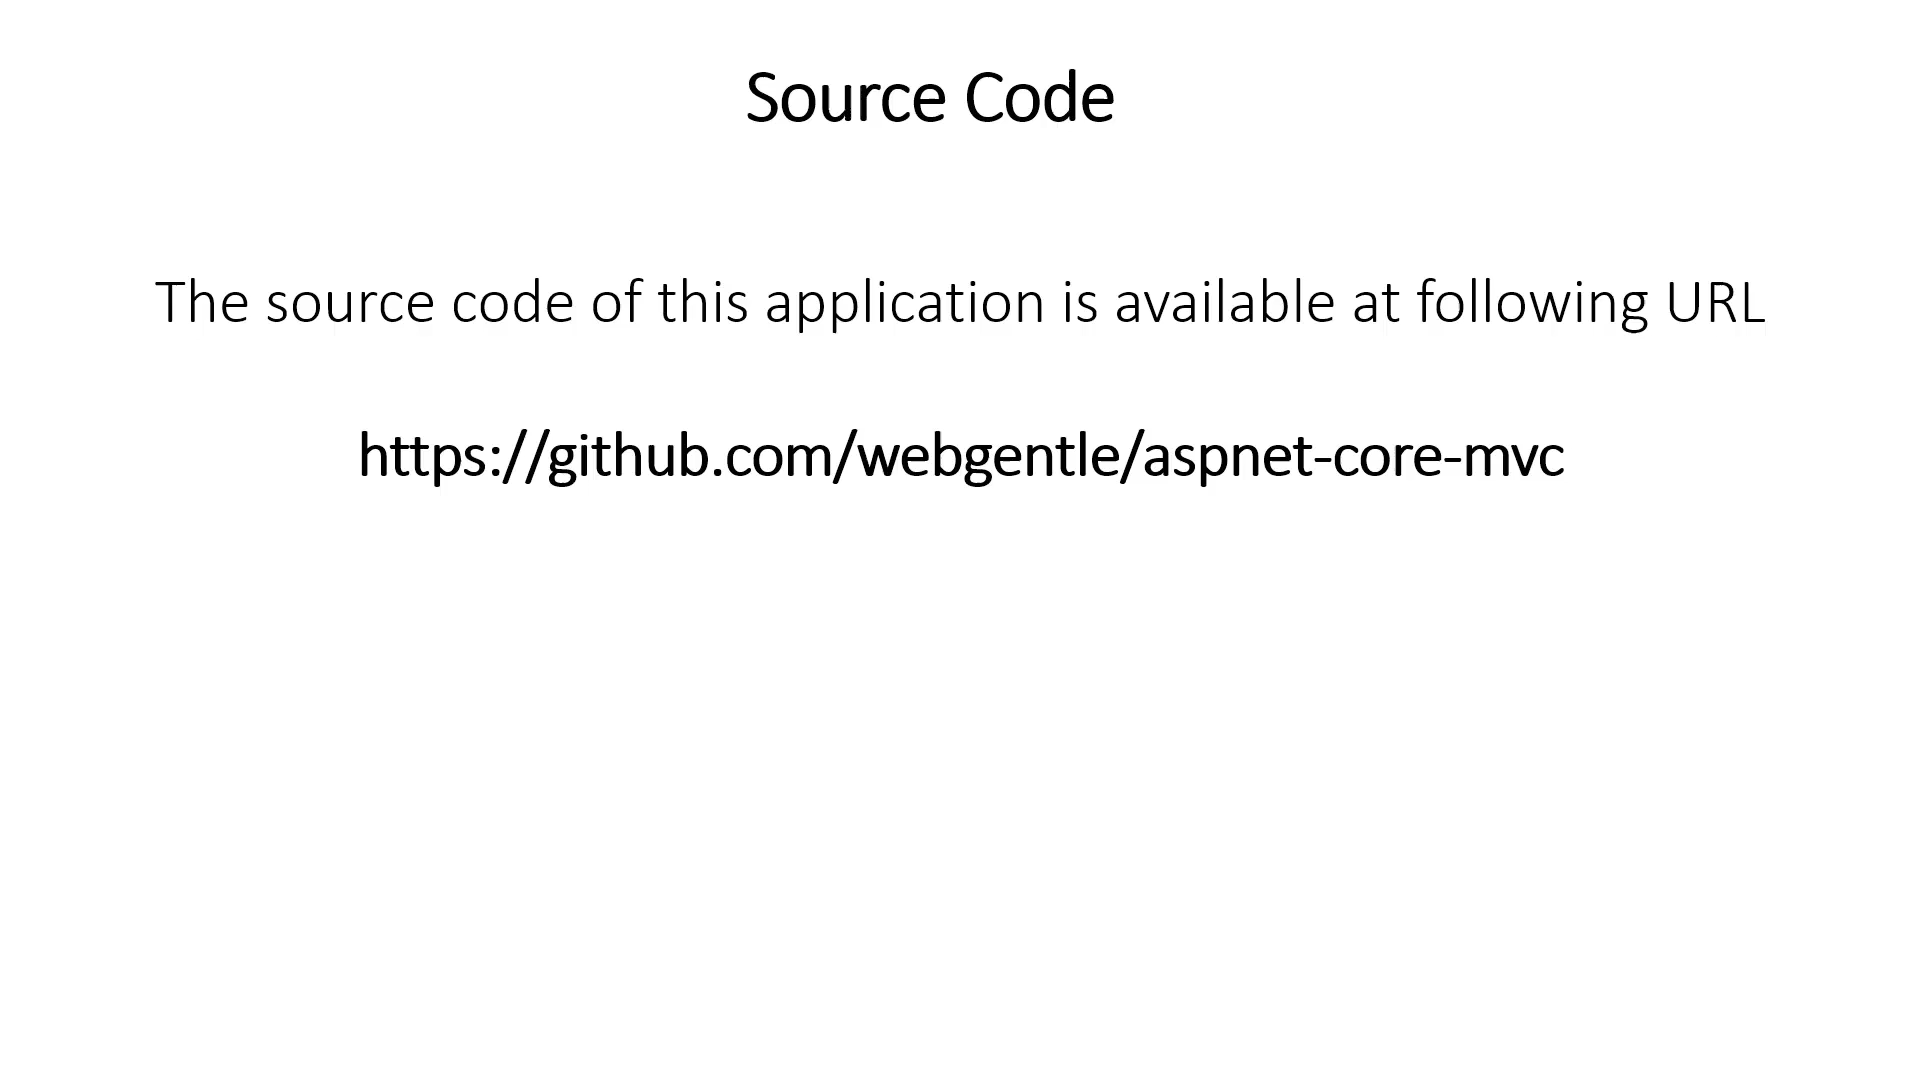 Source Code
The source code of this application is available at following URL
https://github.com/webgentle/aspnet-core-mvc